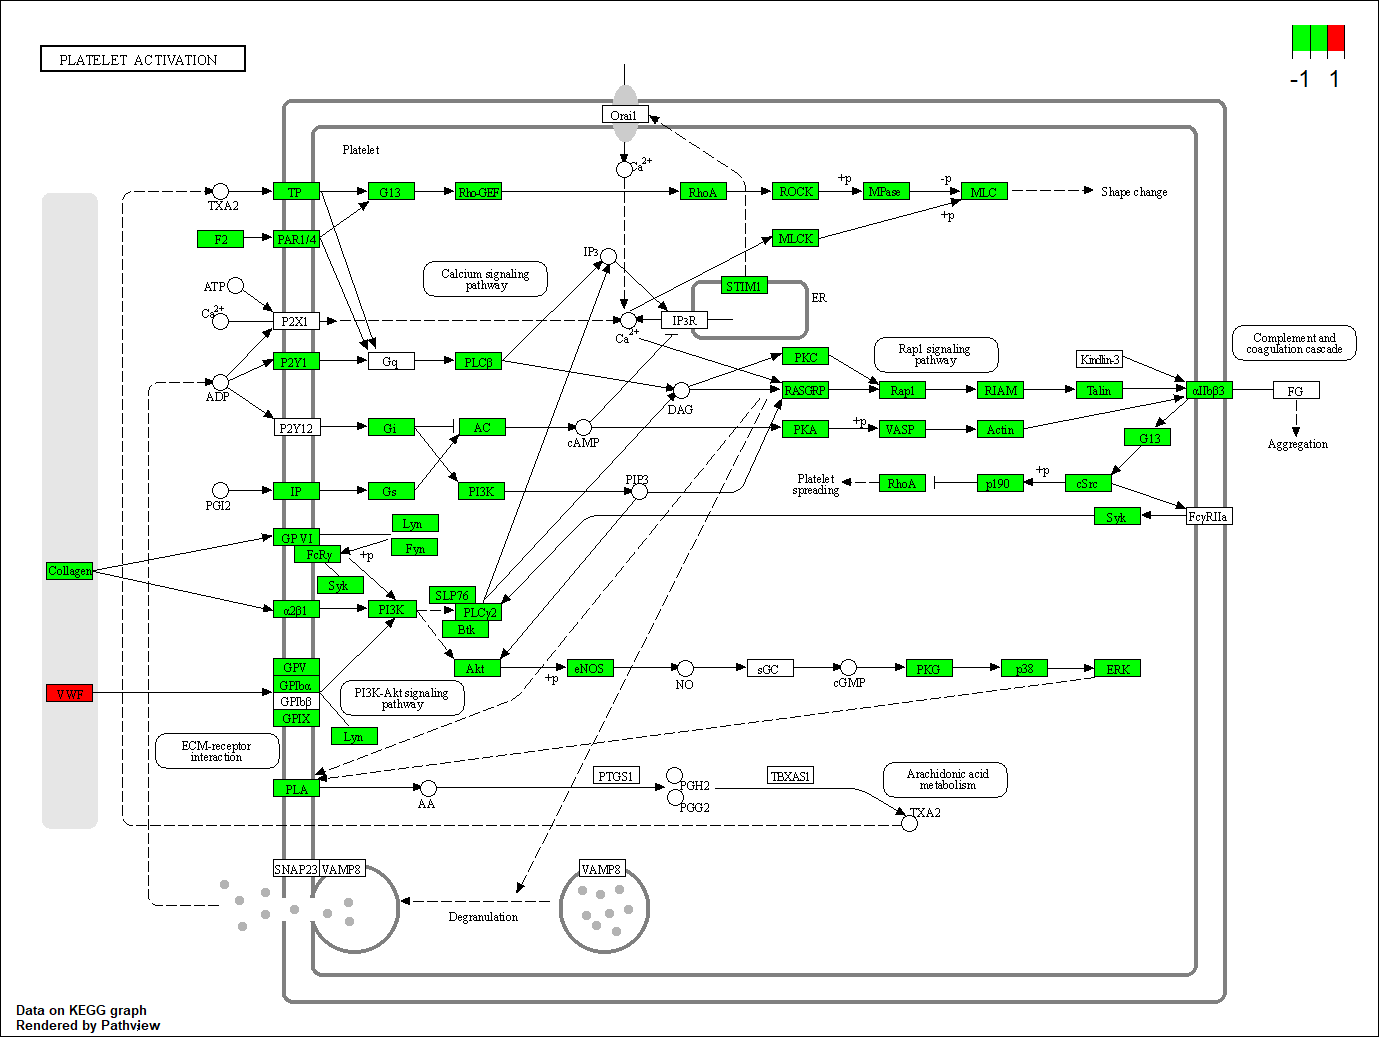 PLATELET ACTIVATION
-1 1
Orai1
Platelet
Ca2+
TXA2
TP
G13
Rho-GEF
RhoA
ROCK
+p
MPase
-p
MLC
Shape change
+p
F2
PAR1/4
MLCK
IP3
Calcium signaling
pathway
STIM1
ER
ATP
Ca2+
P2X1
Ca2+
IP3R
P2Y1
Gq
PLCβ
PKC
Rap1 signaling
pathway
Kindlin-3
Complement and
coagulation cascade
ADP
DAG
RASGRP
Rap1
RIAM
Talin
αIIbβ3
FG
P2Y12
Gi
AC
cAMP
PKA
+p
VASP
Actin
G13
Aggregation
PGI2
IP
Gs
PI3K
PIP3
Platelet
spreading
RhoA
p190
+p
cSrc
Syk
FcγRIIa
GPVI
Lyn
Fyn
FcRγ
+p
Syk
Collagen
α2β1
PI3K
SLP76
PLCγ2
Btk
GPV
GPIbα
GPIbβ
GPIX
VWF
Akt
+p
eNOS
NO
sGC
cGMP
PKG
p38
ERK
PI3K-Akt signaling
pathway
Lyn
ECM-receptor
interaction
PLA
AA
PTGS1
PGH2
PGG2
TBXAS1
Arachidonic acid
metabolism
TXA2
SNAP23
VAMP8
VAMP8
Degranulation
Data on KEGG graph
Rendered by Pathview